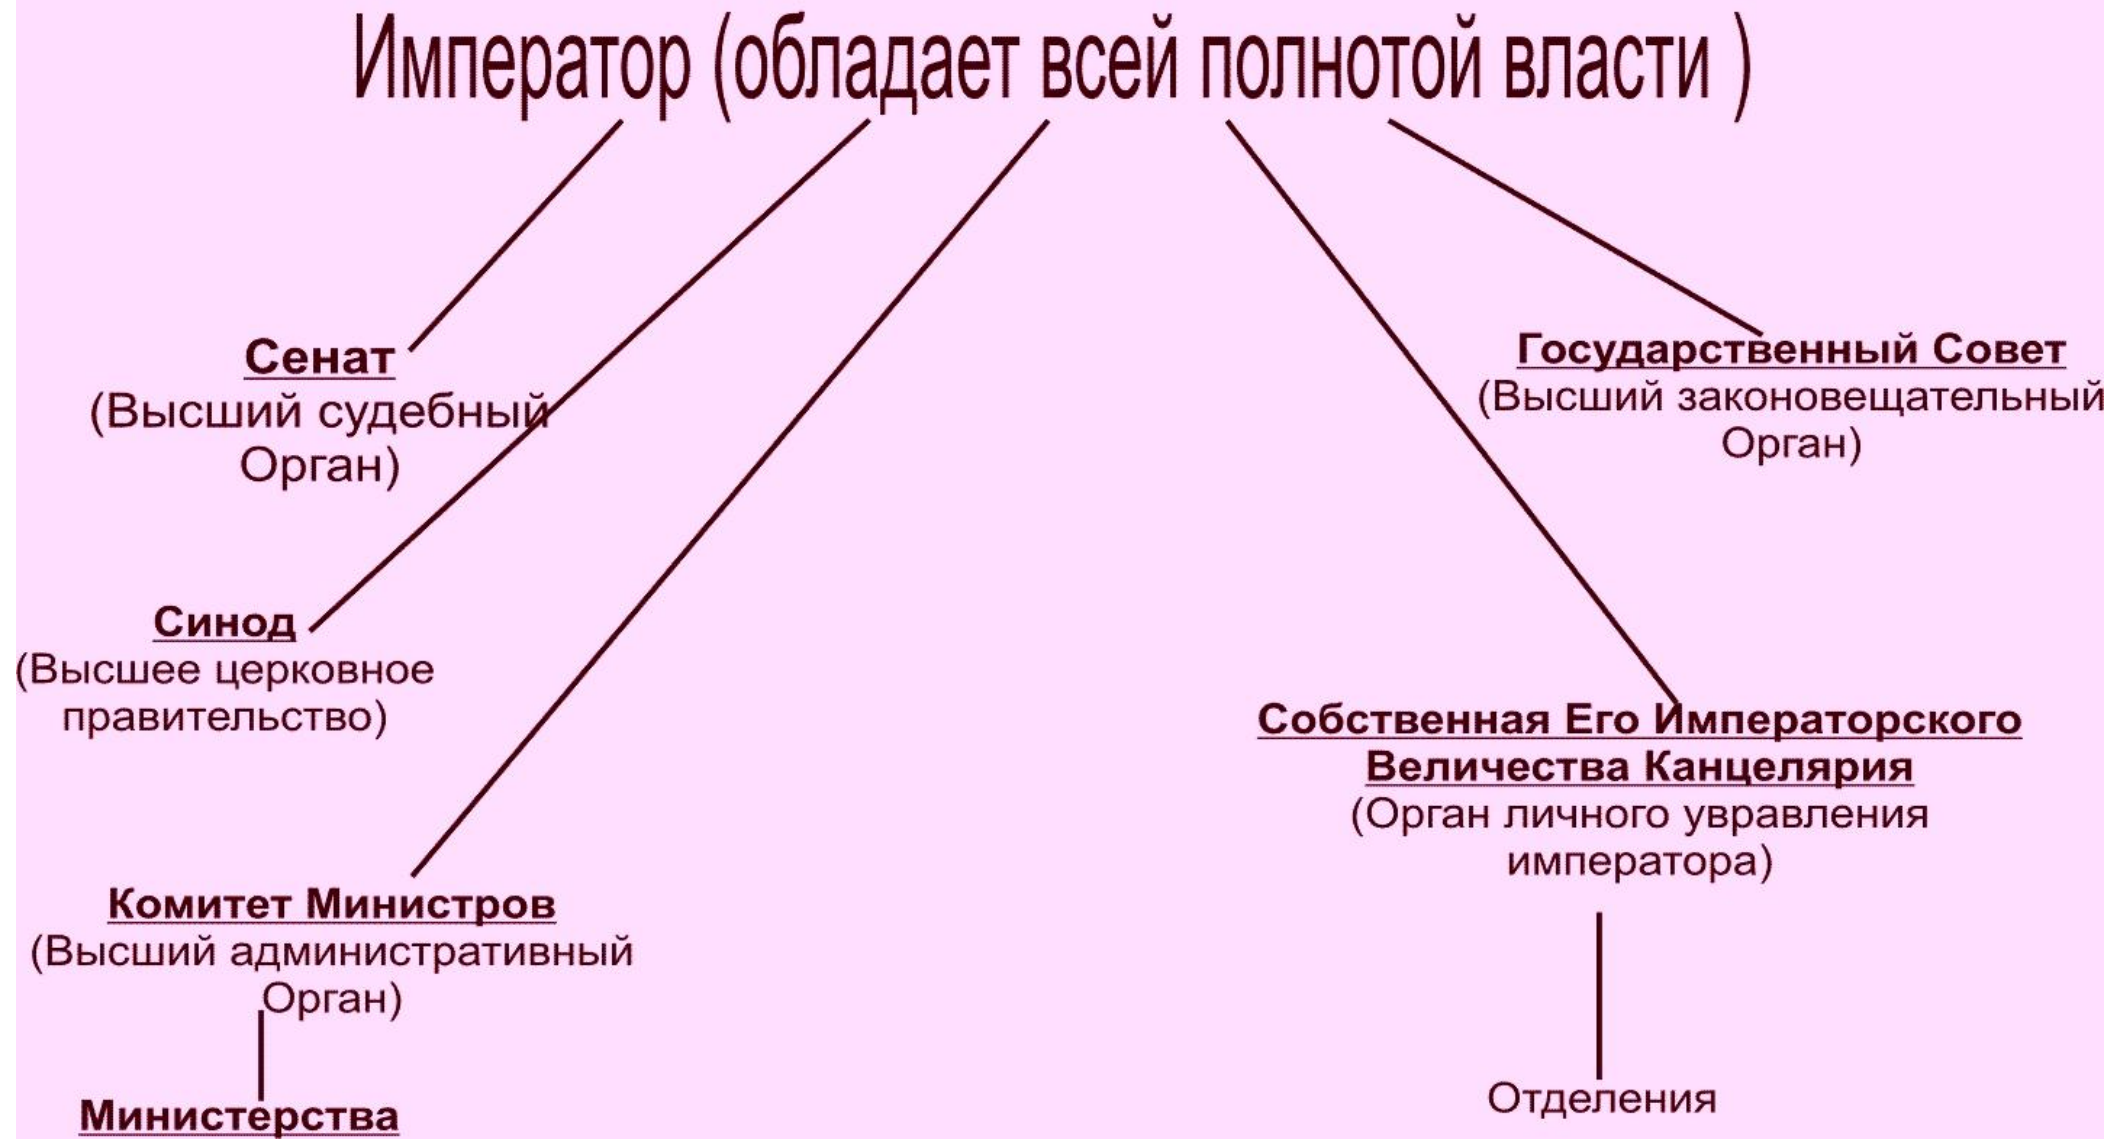 Император (обладает всей полнотой власти )
Сенат
(Высший судебный
Орган)
Государственный Совет
(Высший законовещательный
Орган)
Синод
(Высшее церковное
правительство)
Собственная Его Императорского
Величества Канцелярия
(Орган личного увравления
императора)
Комитет Министров
(Высший административный
Орган)
Министерства
Отделения